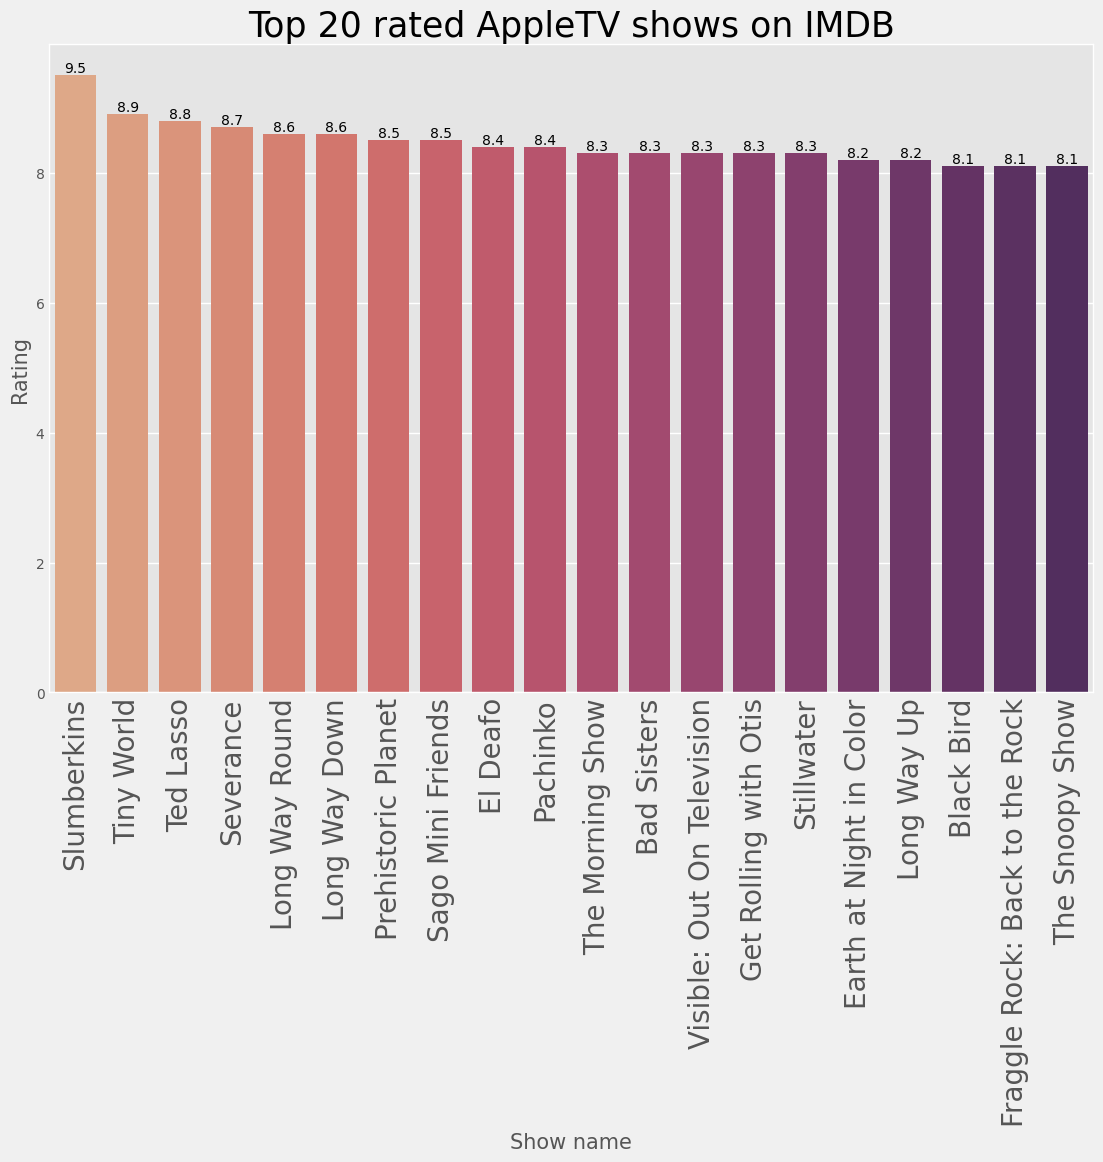 Top 20 rated AppleTV shows on IMDB
9.5
8.9
8.8
8.7
8.6
8.6
8.5
8.5
8.4
8.4
8.3
8.3
8.3
8.3
8.3
8.2
8.2
8.1
8.1
8.1
8
6
4
2
0
Rating
Slumberkins
Tiny World
Ted Lasso
Severance
Long Way Round
Long Way Down
Prehistoric Planet
Sago Mini Friends
El Deafo
Pachinko
The Morning Show
Bad Sisters
Visible: Out On Television
Get Rolling with Otis
Stillwater
Earth at Night in Color
Long Way Up
Black Bird
Fraggle Rock: Back to the Rock
The Snoopy Show
Show name